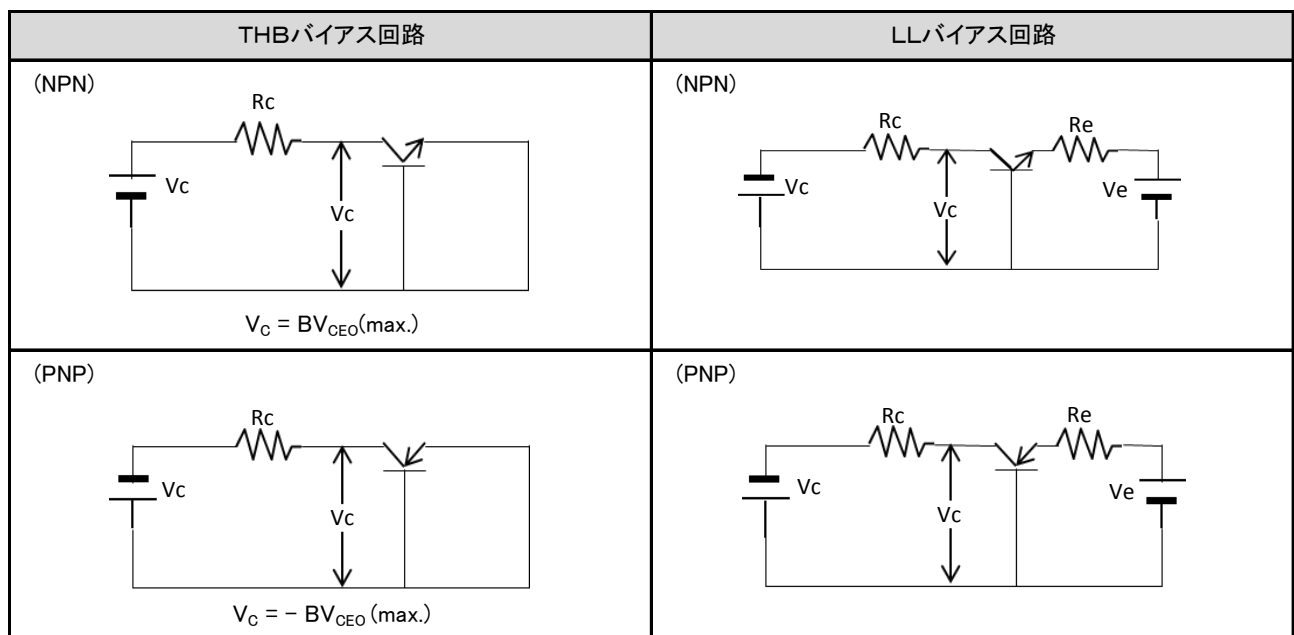 THBバイアス回路
LLバイアス回路
(NPN)
Rc
Vc
Vc
V_C = BV_CEO(max.)
(NPN)
Rc
Re
Vc
Vc
Ve
(PNP)
Rc
Vc
Vc
V_C = − BV_CEO (max.)
(PNP)
Rc
Re
Vc
Vc
Ve